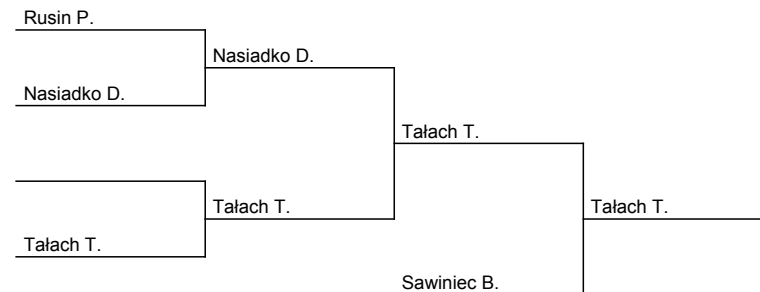 Rusin P.
Nasiadko D.
Nasiadko D.
Tałach T.
Tałach T.
Tałach T.
Tałach T.
Sawiniec B.